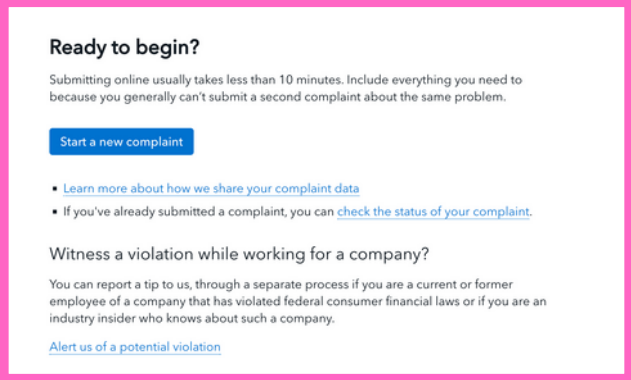 Ready to begin?
Submitting online usually takes less than 10 minutes. Include everything you need to
because you generally can't submit a second complaint about the same problem.
Start a new complaint
▪ Learn more about how we share your complaint data
▪ If you've already submitted a complaint, you can check the status of your complaint.
Witness a violation while working for a company?
You can report a tip to us, through a separate process if you are a current or former
employee of a company that has violated federal consumer financial laws or if you are an
industry insider who knows about such a company.
Alert us of a potential violation